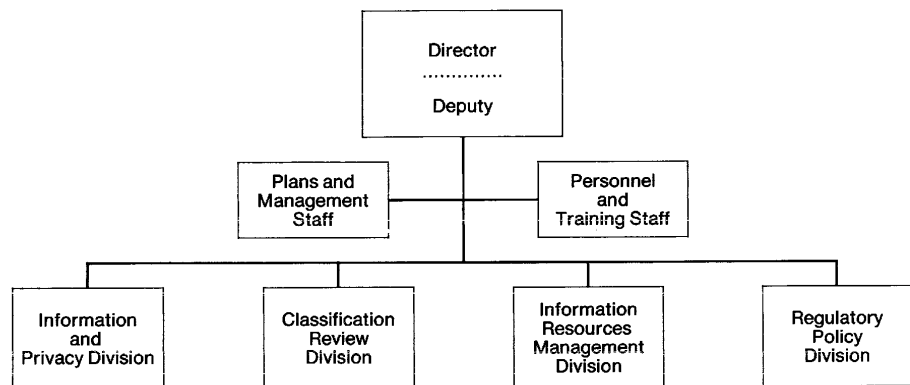 Director
Deputy
Plans and
Management
Staff
Personnel
and
Training Staff
Information
and
Privacy Division
Classification
Review
Division
Information
Resources
Management
Division
Regulatory
Policy
Division